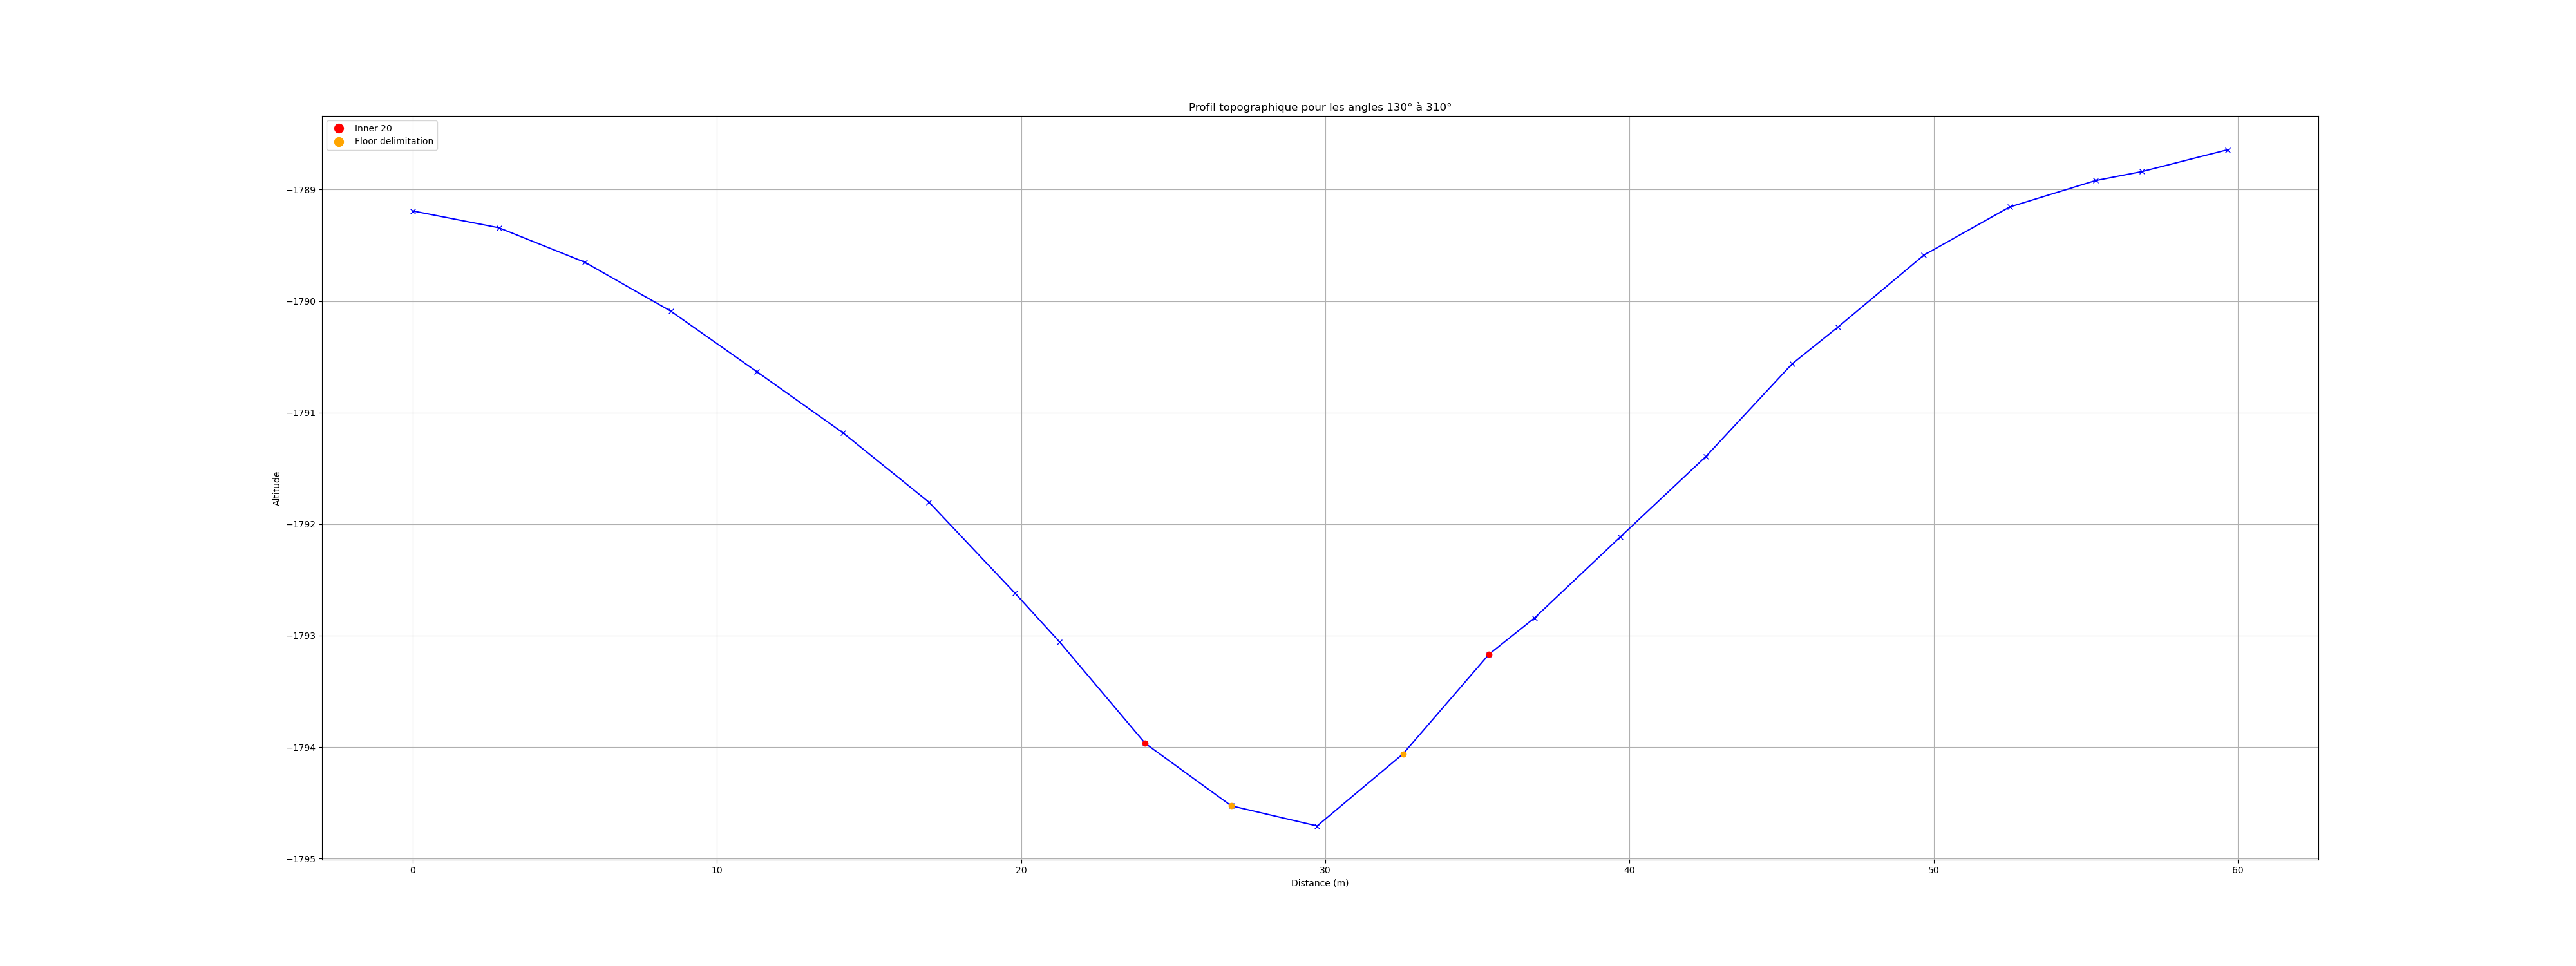 Profil topographique pour les angles 130° à 310°
Inner 20
Floor delimitation
−1789
−1790
−1791
−1792
−1793
−1794
−1795
Altitude
0 10 20 30 40 50 60
Distance (m)